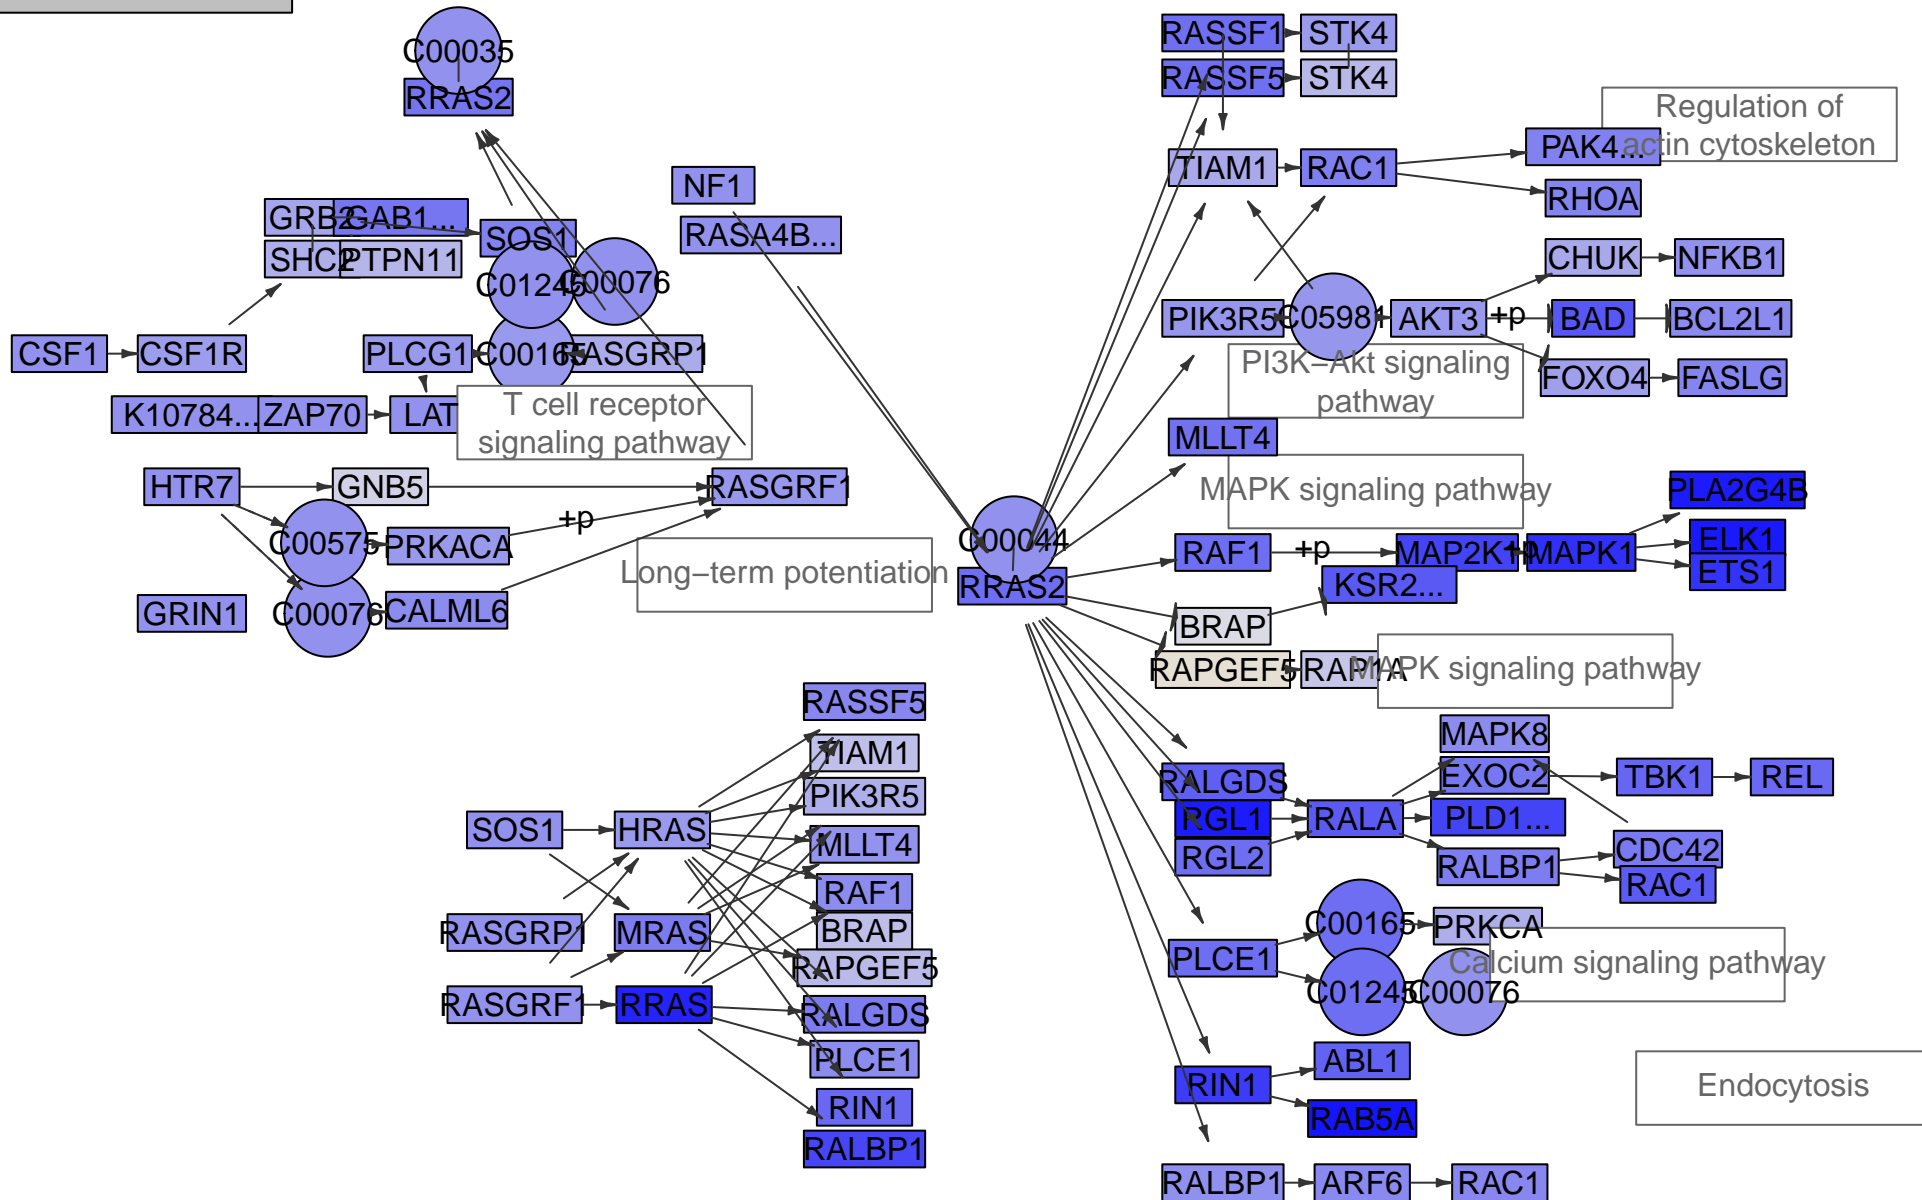 C00035
RRAS2
NF1
RASA4B...
GRB2
GAB1...
SOS1
SHC2
PTPN11
C01245
C00076
CSF1
CSF1R
PLCG1
C00165
RASGRP1
K10784...
ZAP70
LAT
T cell receptor
signaling pathway
HTR7
GNB5
RASGRF1
C00575
PRKACA
+p
GRIN1
C00076
CALML6
Long−term potentiation
C00044
RRAS2
RASSF5
TIAM1
PIK3R5
SOS1
HRAS
MLLT4
RAF1
RASGRP1
MRAS
BRAP
RAPGEF5
RASGRF1
RRAS
RALGDS
PLCE1
RIN1
RALBP1
RASSF1
STK4
RASSF5
STK4
Regulation of
actin cytoskeleton
PAK4...
TIAM1
RAC1
RHOA
CHUK
NFKB1
PIK3R5
C05981
AKT3
+p
BAD
BCL2L1
PI3K−Akt signaling
pathway
FOXO4
FASLG
MLLT4
MAPK signaling pathway
PLA2G4B
RAF1
+p
MAP2K1
+p
MAPK1
ELK1
ETS1
KSR2...
BRAP
RAPGEF5
RAP1A
MAPK signaling pathway
MAPK8
RALGDS
EXOC2
TBK1
REL
RGL1
RALA
PLD1...
RGL2
RALBP1
CDC42
RAC1
C00165
PRKCA
PLCE1
Calcium signaling pathway
C01245
C00076
ABL1
RIN1
RAB5A
Endocytosis
RALBP1
ARF6
RAC1